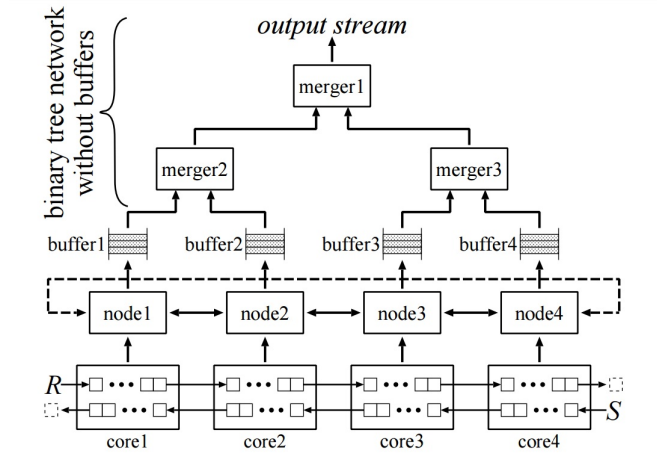 output stream
binary tree network
without buffers
merger1
merger2
merger3
buffer1
buffer2
buffer3
buffer4
node1
node2
node3
node4
R
S
core1
core2
core3
core4